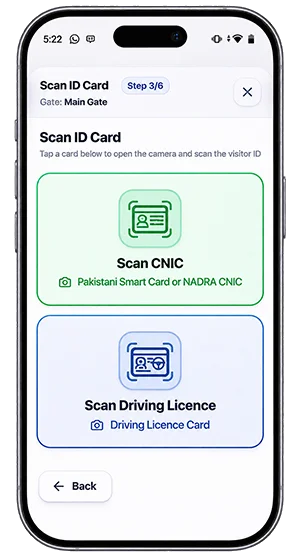 5:22
Scan ID Card Step 3/6
Gate: Main Gate
Scan ID Card
Tap a card below to open the camera and scan the visitor ID
Scan CNIC
Pakistani Smart Card or NADRA CNIC
Scan Driving Licence
Driving Licence Card
Back